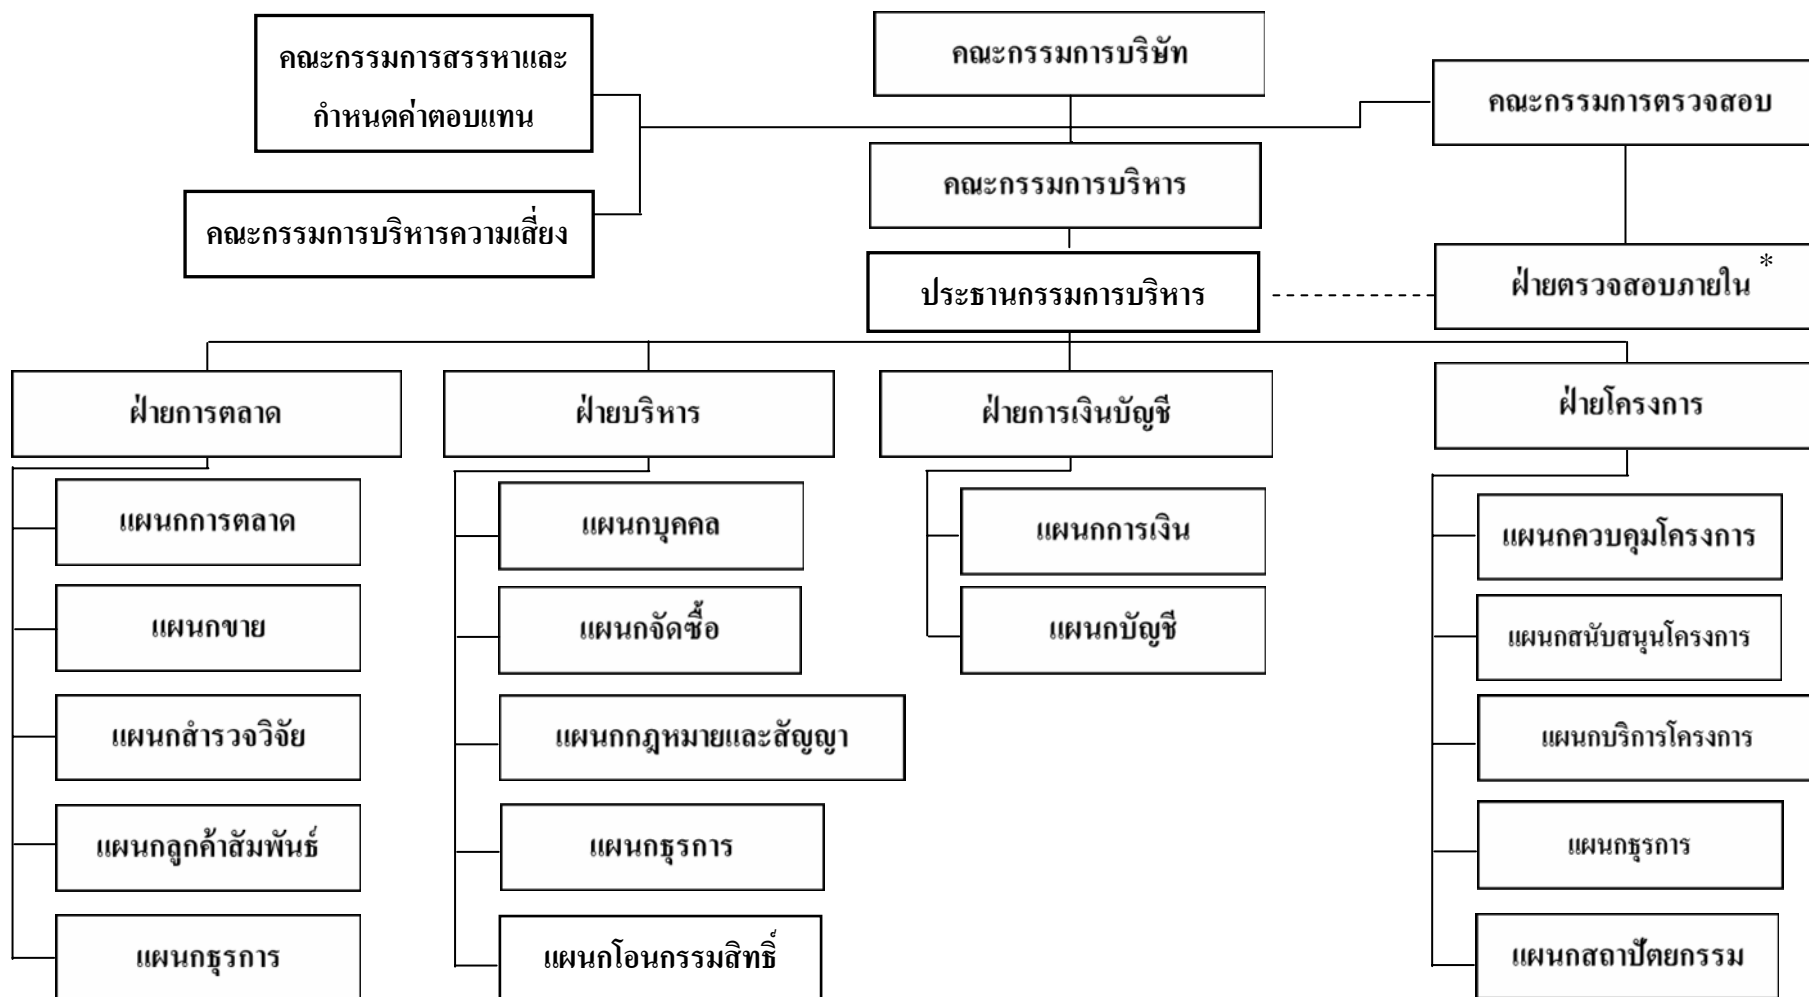 คณะกรรมการสรรหาและ
กำหนดค่าตอบแทน
คณะกรรมการบริษัท
คณะกรรมการตรวจสอบ
คณะกรรมการบริหาร
คณะกรรมการบริหารความเสี่ยง
ประธานกรรมการบริหาร
ฝ่ายตรวจสอบภายใน *
ฝ่ายการตลาด
แผนกการตลาด
แผนกขาย
แผนกสำรวจวิจัย
แผนกลูกค้าสัมพันธ์
แผนกธุรการ
ฝ่ายบริหาร
แผนกบุคคล
แผนกจัดซื้อ
แผนกกฎหมายและสัญญา
แผนกธุรการ
แผนกโอนกรรมสิทธิ์
ฝ่ายการเงินบัญชี
แผนกการเงิน
แผนกบัญชี
ฝ่ายโครงการ
แผนกควบคุมโครงการ
แผนกสนับสนุนโครงการ
แผนกบริการโครงการ
แผนกธุรการ
แผนกสถาปัตยกรรม